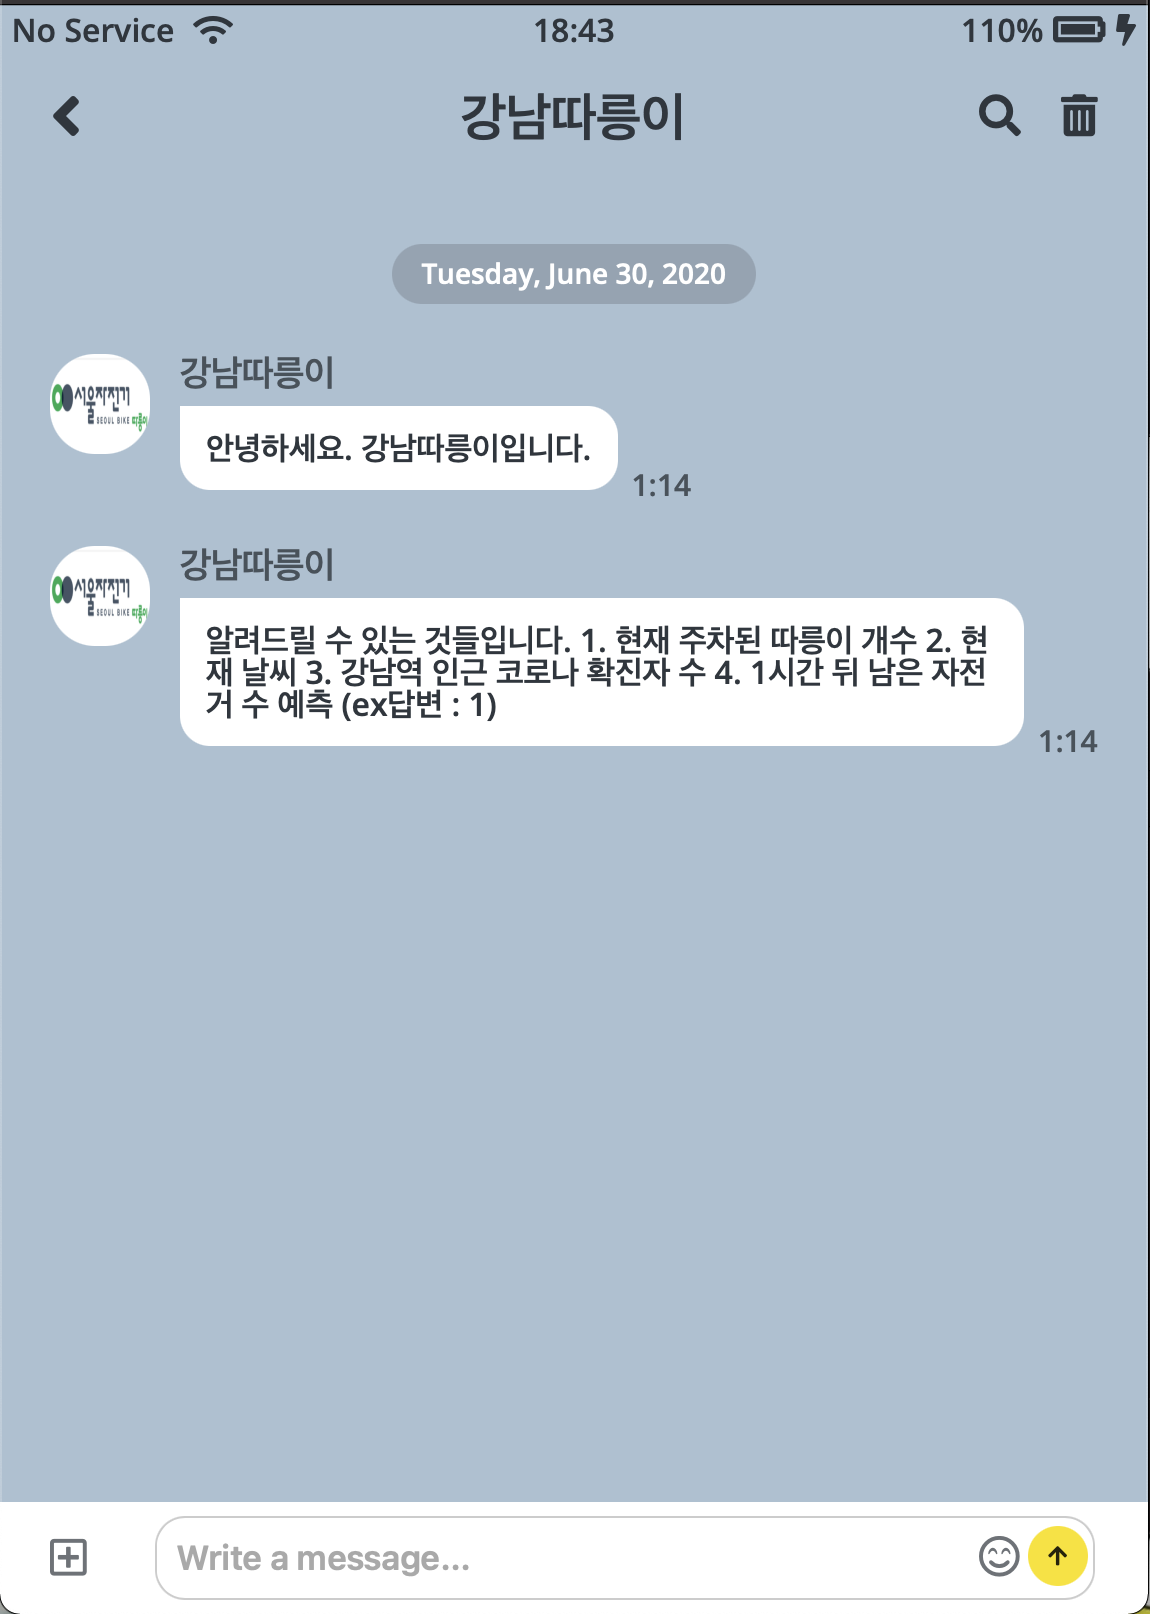 No Service 18:43 110%
강남따릉이
Tuesday, June 30, 2020
강남따릉이
서울자전기
SEOUL BIKE 따릉이
안녕하세요. 강남따릉이입니다.
1:14
강남따릉이
서울자전기
SEOUL BIKE 따릉이
알려드릴 수 있는 것들입니다. 1. 현재 주차된 따릉이 개수 2. 현
재 날씨 3. 강남역 인근 코로나 확진자 수 4. 1시간 뒤 남은 자전
거 수 예측 (ex답변 : 1)
1:14
Write a message...